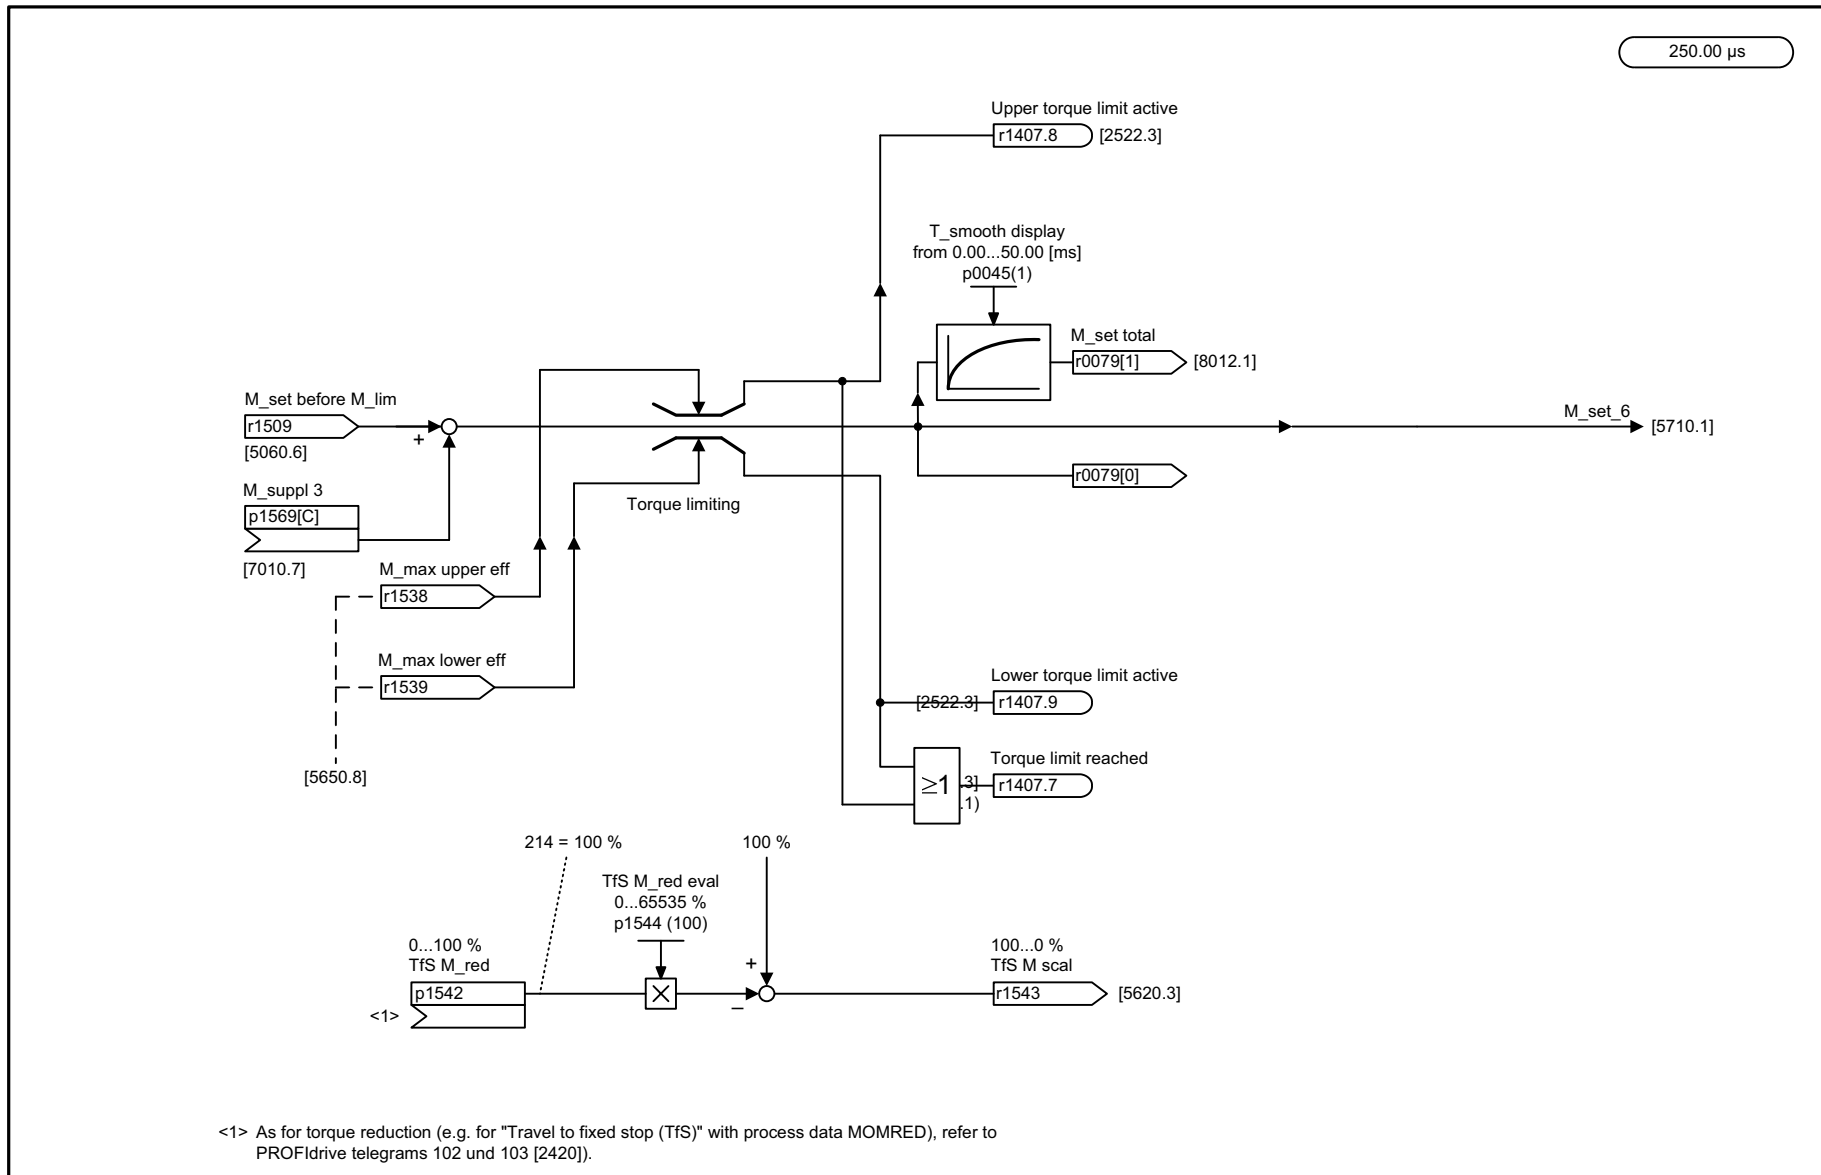 250.00 µs
Upper torque limit active
r1407.8 [2522.3]
T_smooth display
from 0.00...50.00 [ms]
p0045(1)
M_set total
r0079[1] [8012.1]
M_set before M_lim
r1509
+
[5060.6]
M_set_6
[5710.1]
r0079[0]
M_suppl 3
p1569[C]
[7010.7]
Torque limiting
M_max upper eff
r1538
M_max lower eff
r1539
[5650.8]
Lower torque limit active
[2522.3] r1407.9
Torque limit reached
≥1 .3] r1407.7
.1)
214 = 100 %
100 %
TfS M_red eval
0...65535 %
p1544 (100)
0...100 %
TfS M_red
p1542
<1>
+
–
100...0 %
TfS M scal
r1543 [5620.3]
<1> As for torque reduction (e.g. for "Travel to fixed stop (TfS)" with process data MOMRED), refer to
PROFIdrive telegrams 102 und 103 [2420]).